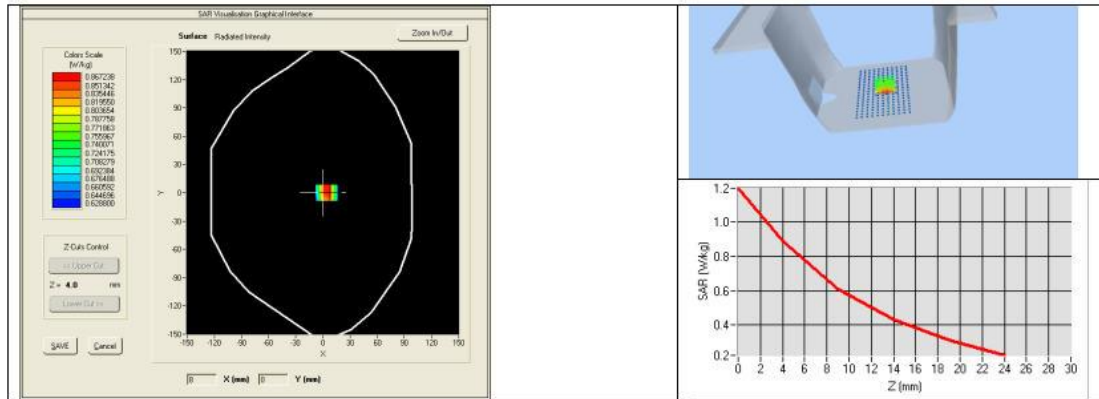 SAR Visualisation Graphical Interface
Surface Radiated Intensity
Zoom In/Out
Colors Scale
(W/kg)
0.867238
0.851342
0.835446
0.819550
0.803654
0.787758
0.771863
0.755967
0.740071
0.724175
0.708279
0.692384
0.676488
0.660592
0.644696
0.628800
Z-Cuts Control
<< Upper Cut
Z = 4.0 mm
Lower Cut >>
SAVE Cancel
Y
150-
120-
90-
60-
30-
0-
-30-
-60-
-90-
-120-
-150-
-150 -120 -90 -60 -30 0 30 60 90 120 150
X
0 X (mm) 0 Y (mm)
SAR (W/kg)
1.2-
1.0-
0.8-
0.6-
0.4-
0.2-
0 2 4 6 8 10 12 14 16 18 20 22 24 26 28 30
Z (mm)